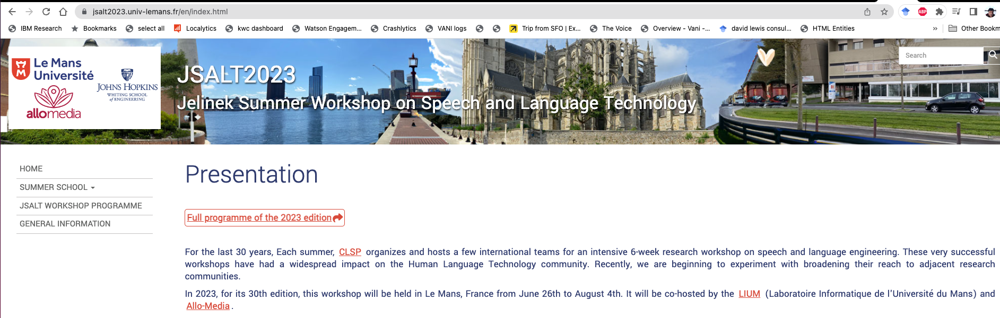 jsalt2023.univ-lemans.fr/en/index.html
ABP
IBM Research Bookmarks select all Localytics kwc dashboard Watson Engagem... Crashlytics VANI logs Trip from SFO | Ex... The Voice Overview - Vani -... david lewis consul... HTML Entities » Other Bookm
Le Mans
Université
JOHNS HOPKINS
WHITING SCHOOL
of ENGINEERING
allomedia
JSALT2023
Jelinek Summer Workshop on Speech and Language Technology
Search
HOME
SUMMER SCHOOL
JSALT WORKSHOP PROGRAMME
GENERAL INFORMATION
Presentation
Full programme of the 2023 edition
For the last 30 years, Each summer, CLSP organizes and hosts a few international teams for an intensive 6-week research workshop on speech and language engineering. These very successful
workshops have had a widespread impact on the Human Language Technology community. Recently, we are beginning to experiment with broadening their reach to adjacent research
communities.
In 2023, for its 30th edition, this workshop will be held in Le Mans, France from June 26th to August 4th. It will be co-hosted by the LIUM (Laboratoire Informatique de l'Université du Mans) and
Allo-Media .